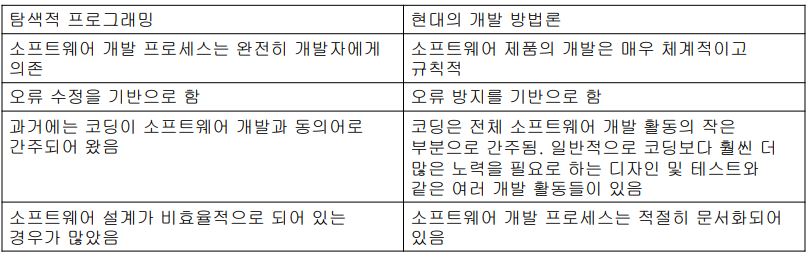 탐색적 프로그래밍
현대의 개발 방법론
소프트웨어 개발 프로세스는 완전히 개발자에게
의존
소프트웨어 제품의 개발은 매우 체계적이고
규칙적
오류 수정을 기반으로 함
오류 방지를 기반으로 함
과거에는 코딩이 소프트웨어 개발과 동의어로
간주되어 왔음
코딩은 전체 소프트웨어 개발 활동의 작은
부분으로 간주됨. 일반적으로 코딩보다 훨씬 더
많은 노력을 필요로 하는 디자인 및 테스트와
같은 여러 개발 활동들이 있음
소프트웨어 설계가 비효율적으로 되어 있는
경우가 많았음
소프트웨어 개발 프로세스는 적절히 문서화되어
있음